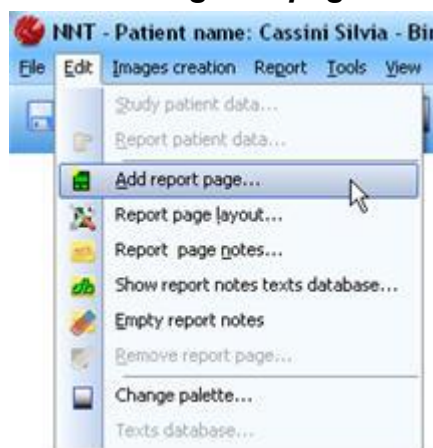 NNT - Patient name: Cassini Silvia - Bir
File Edit Images creation Report Tools View
Study patient data...
Report patient data...
Add report page...
Report page layout...
Report page notes...
Show report notes texts database...
Empty report notes
Remove report page...
Change palette...
Texts database...